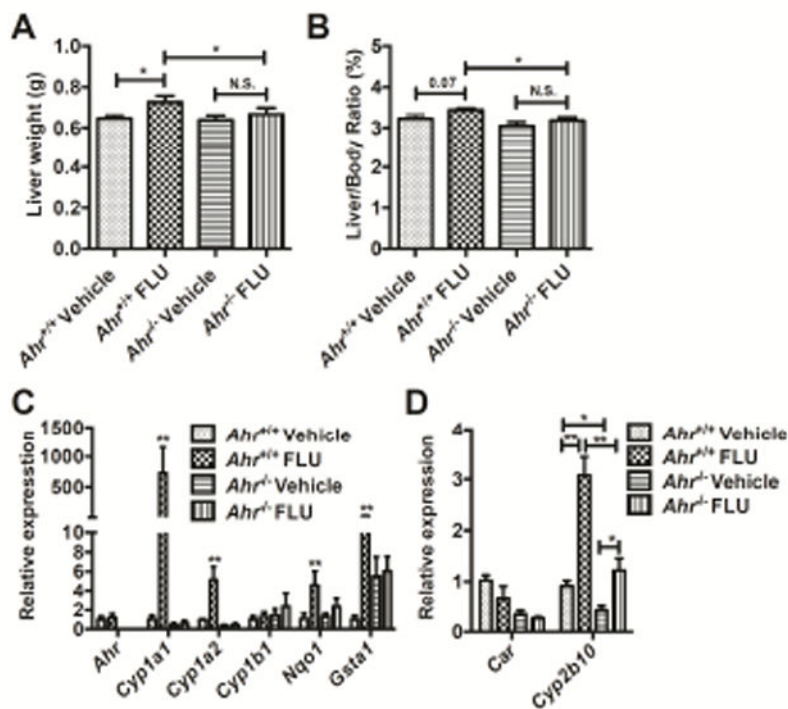 A
Liver weight (g)
1.0
0.8
0.6
0.4
0.2
0.0
*
*
N.S.
Ahr+/+ Vehicle
Ahr+/+ FLU
Ahr-/- Vehicle
Ahr-/- FLU
B
Liver/Body Ratio (%)
5
4
3
2
1
0
0.07
*
N.S.
Ahr+/+ Vehicle
Ahr+/+ FLU
Ahr-/- Vehicle
Ahr-/- FLU
C
Relative expresstion
1500
1000
500
10
8
6
4
2
0
**
**
**
**
Ahr+/+ Vehicle
Ahr+/+ FLU
Ahr-/- Vehicle
Ahr-/- FLU
Ahr
Cyp1a1
Cyp1a2
Cyp1b1
Nqo1
Gsta1
D
Relative expression
4
3
2
1
0
*
**
**
*
Ahr+/+ Vehicle
Ahr+/+ FLU
Ahr-/- Vehicle
Ahr-/- FLU
Car
Cyp2b10